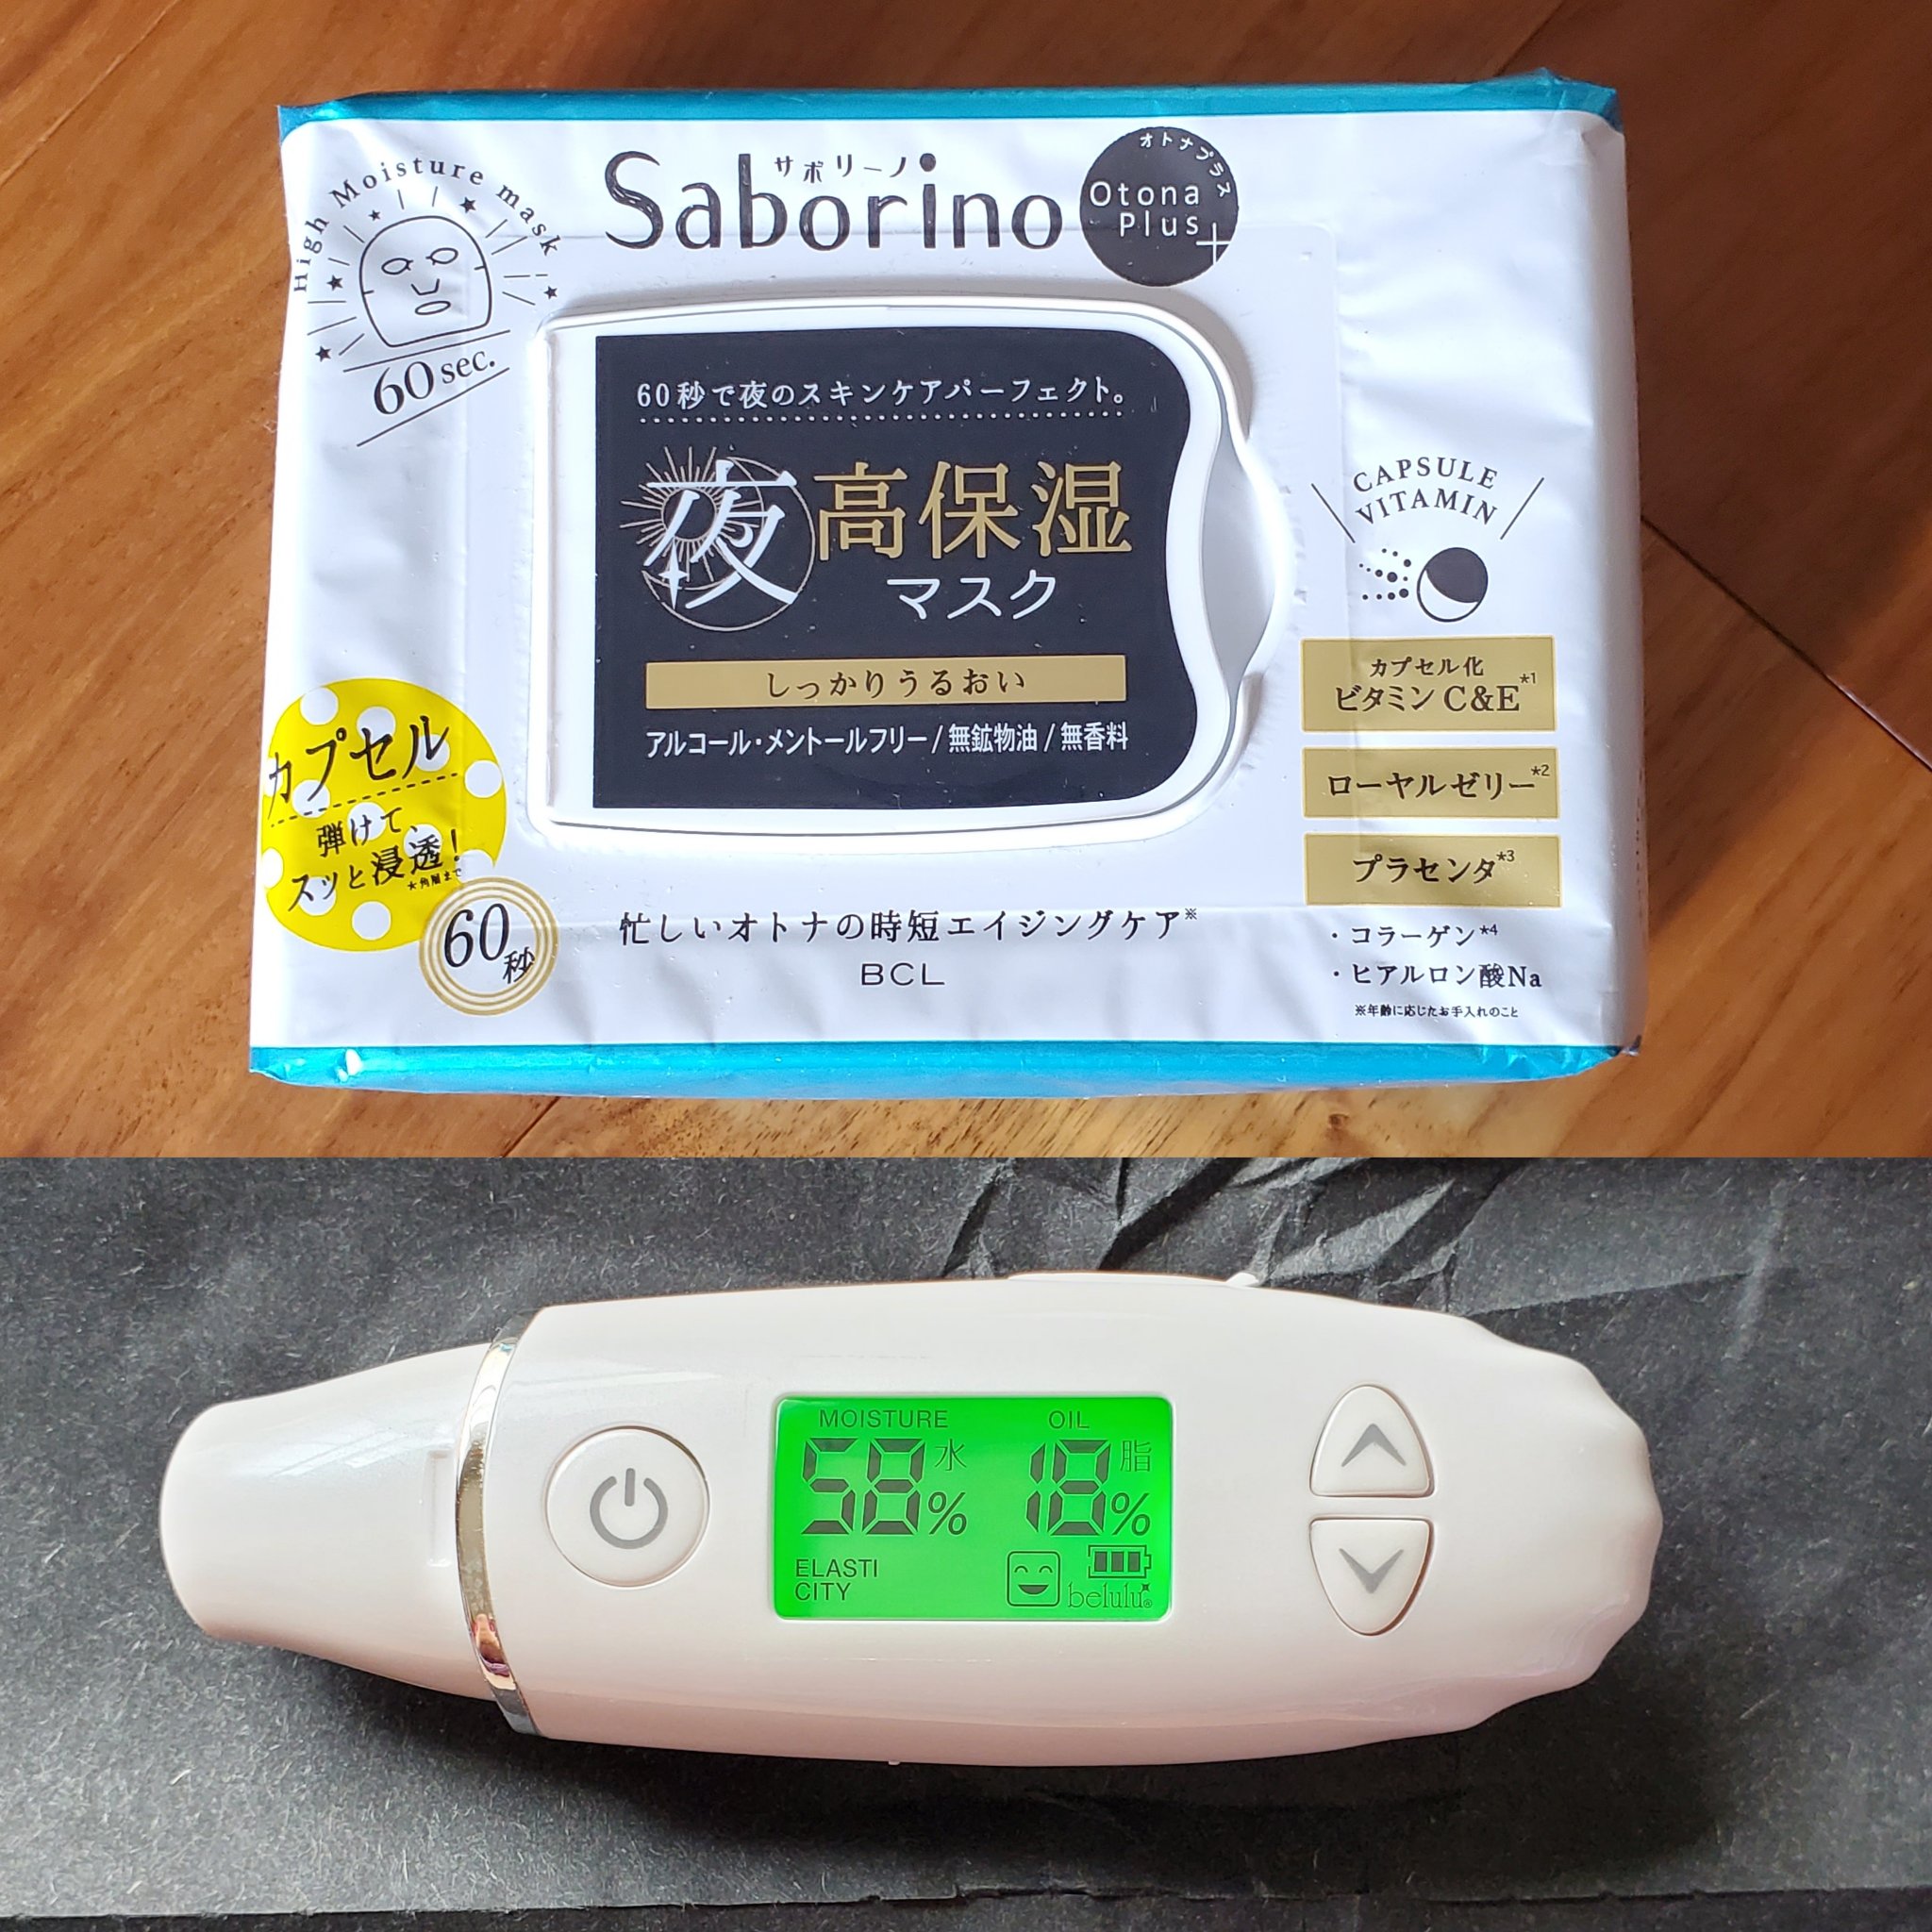 High Moisture mask
60 sec.
サボリーノ
Saborino
オトナプラス
Otona
Plus
60秒で夜のスキンケアパーフェクト。
夜高保湿
マスク
しっかりうるおい
アルコール・メントールフリー/無鉱物油/無香料
CAPSULE
VITAMIN
カプセル化
ビタミンC&E*1
ローヤルゼリー*2
プラセンタ*3
・コラーゲン*4
・ヒアルロン酸Na
※年齢に応じたお手入れのこと
カプセル
弾けて、
スッと浸透!
*角層まで
60秒
忙しいオトナの時短エイジングケア※
BCL
MOISTURE OIL
58水% 18脂%
ELASTI
CITY
belulu®